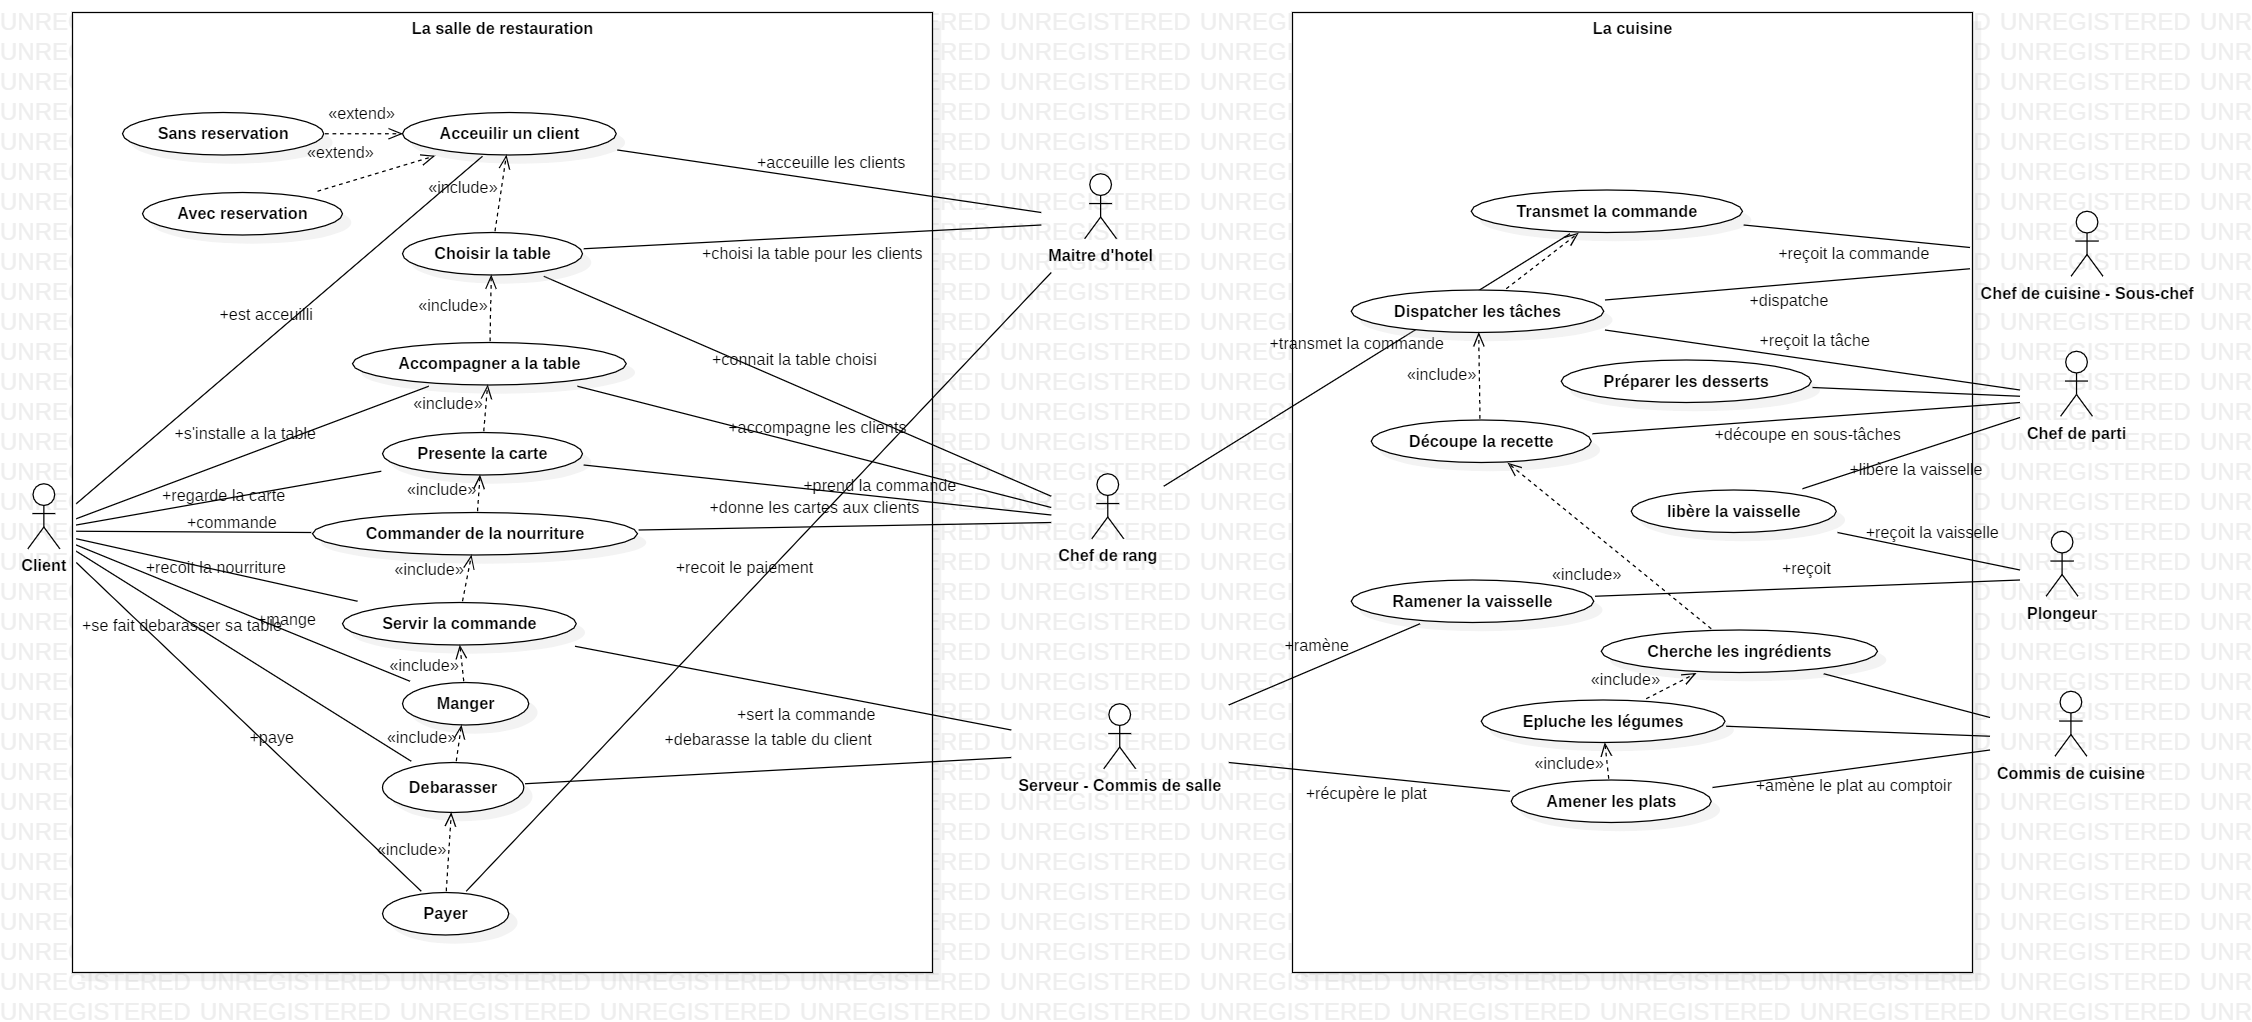 La salle de restauration
Sans reservation
«extend»
Acceuilir un client
«extend»
Avec reservation
«include»
+acceuille les clients
Choisir la table
+choisi la table pour les clients
Maitre d'hotel
«include»
+est acceuilli
Accompagner a la table
+connait la table choisi
«include»
+s'installe a la table
+accompagne les clients
Presente la carte
+regarde la carte
«include»
+prend la commande
+donne les cartes aux clients
+commande
Commander de la nourriture
Client
Chef de rang
+recoit la nourriture
«include»
+recoit le paiement
+se fait debarasser sa table
+mange
Servir la commande
«include»
Manger
+sert la commande
+paye
«include»
+debarasse la table du client
Debarasser
Serveur - Commis de salle
«include»
Payer
La cuisine
Transmet la commande
+reçoit la commande
Chef de cuisine - Sous-chef
Dispatcher les tâches
+dispatche
+transmet la commande
+reçoit la tâche
«include»
Préparer les desserts
Découpe la recette
+découpe en sous-tâches
Chef de parti
+libère la vaisselle
libère la vaisselle
+reçoit la vaisselle
«include»
+reçoit
Ramener la vaisselle
Plongeur
+ramène
Cherche les ingrédients
«include»
Epluche les légumes
«include»
Commis de cuisine
+récupère le plat
Amener les plats
+amène le plat au comptoir
UNREGISTERED